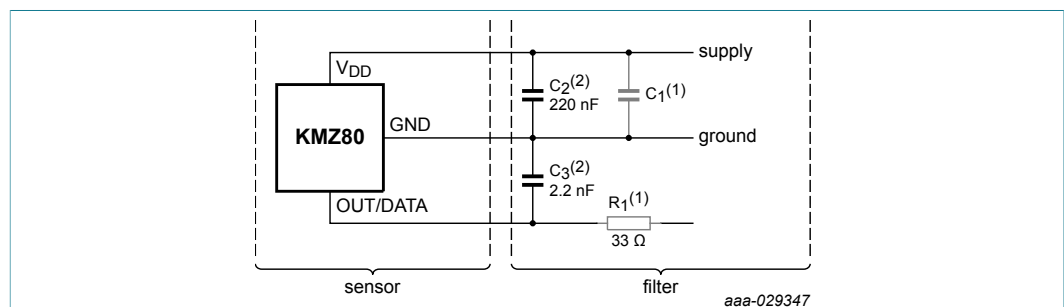 supply
VDD
C2(2)
220 nF
C1(1)
KMZ80
GND
ground
C3(2)
2.2 nF
OUT/DATA
R1(1)
33 Ω
sensor
filter
aaa-029347